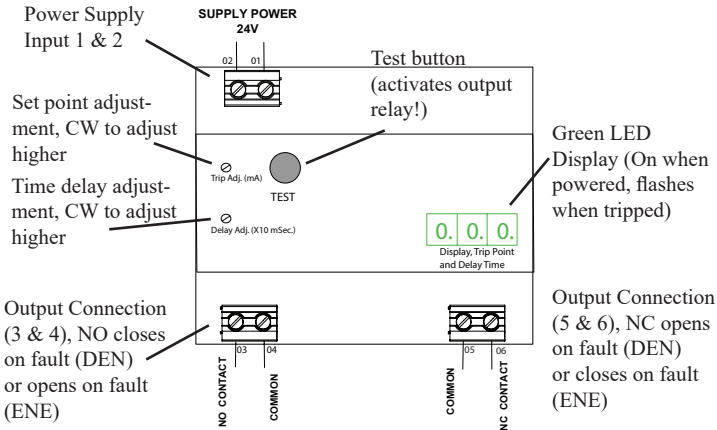 Power Supply
Input 1 & 2
SUPPLY POWER
24V
02
01
Test button
(activates output
relay!)
Set point adjust-
ment, CW to adjust
higher
Time delay adjust-
ment, CW to adjust
higher
Trip Adj. (mA)
TEST
Delay Adj. (X10 mSec.)
Green LED
Display (On when
powered, flashes
when tripped)
0. 0. 0.
Display, Trip Point
and Delay Time
Output Connection
(3 & 4), NO closes
on fault (DEN)
or opens on fault
(ENE)
03
04
NO CONTACT
COMMON
05
06
COMMON
NC CONTACT
Output Connection
(5 & 6), NC opens
on fault (DEN)
or closes on fault
(ENE)